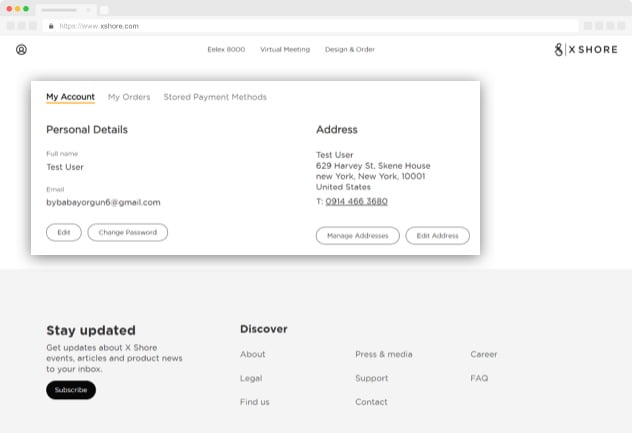 https://www.xshore.com
Eelex 8000 Virtual Meeting Design & Order
X SHORE
My Account My Orders Stored Payment Methods
Personal Details
Full name
Test User
Email
bybabayorgun6@gmail.com
Edit Change Password
Address
Test User
629 Harvey St, Skene House
new York, New York, 10001
United States
T: 0914 466 3680
Manage Addresses Edit Address
Stay updated
Get updates about X Shore
events, articles and product news
to your inbox.
Subscribe
Discover
About Press & media Career
Legal Support FAQ
Find us Contact